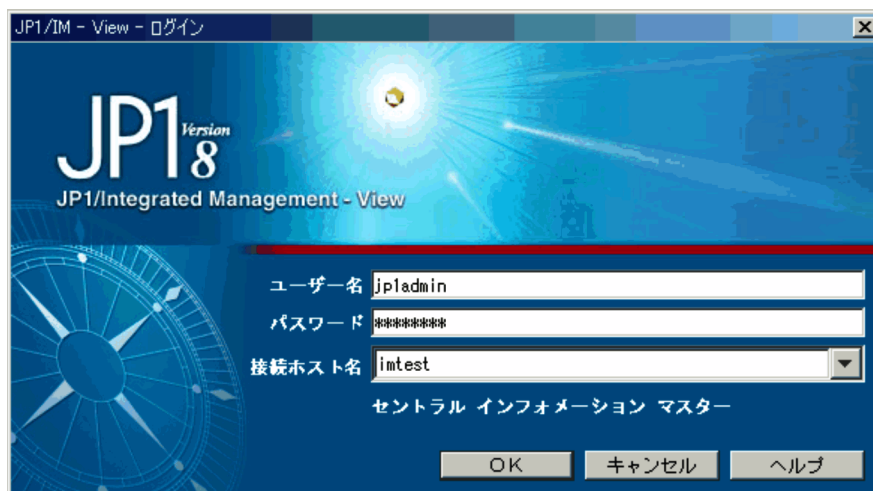 JP1/IM - View - ログイン
JP1 Version 8
JP1/Integrated Management - View
ユーザー名 jp1admin
パスワード ********
接続ホスト名 imtest
セントラル インフォメーション マスター
OK キャンセル ヘルプ